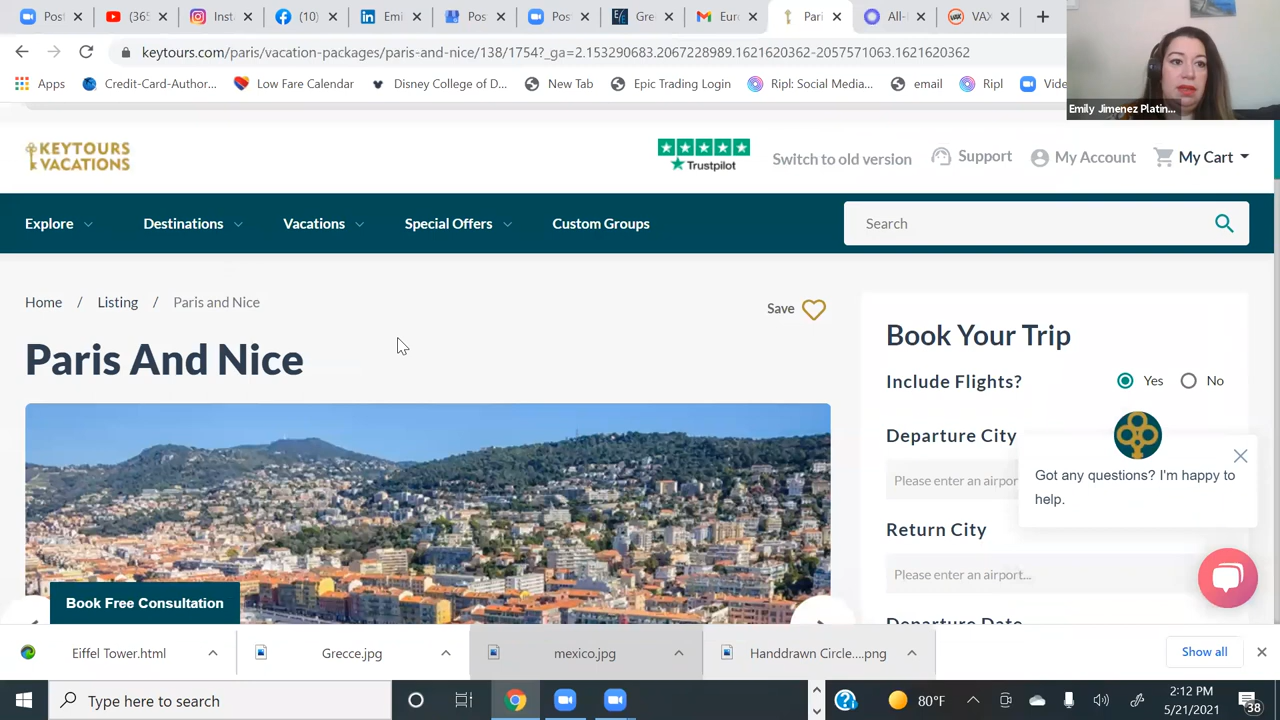 Post
(365
Inst
(10)
Emi
Pos
Pos
Gre
Euro
Pari
All-I
VAX
keytours.com/paris/vacation-packages/paris-and-nice/138/1754?_ga=2.153290683.2067228989.1621620362-2057571063.1621620362
Apps
Credit-Card-Author...
Low Fare Calendar
Disney College of D...
New Tab
Epic Trading Login
Ripl: Social Media...
email
Ripl
Vide
Emily Jimenez Platin...
KEYTOURS
VACATIONS
Trustpilot
Switch to old version
Support
My Account
My Cart
Explore
Destinations
Vacations
Special Offers
Custom Groups
Search
Home / Listing / Paris and Nice
Save
Paris And Nice
Book Your Trip
Include Flights?
Yes
No
Departure City
Please enter an airpor
Got any questions? I'm happy to
help.
Return City
Please enter an airport...
Departure Date
Book Free Consultation
Eiffel Tower.html
Grecce.jpg
mexico.jpg
Handdrawn Circle....png
Show all
Type here to search
80°F
2:12 PM
5/21/2021
38